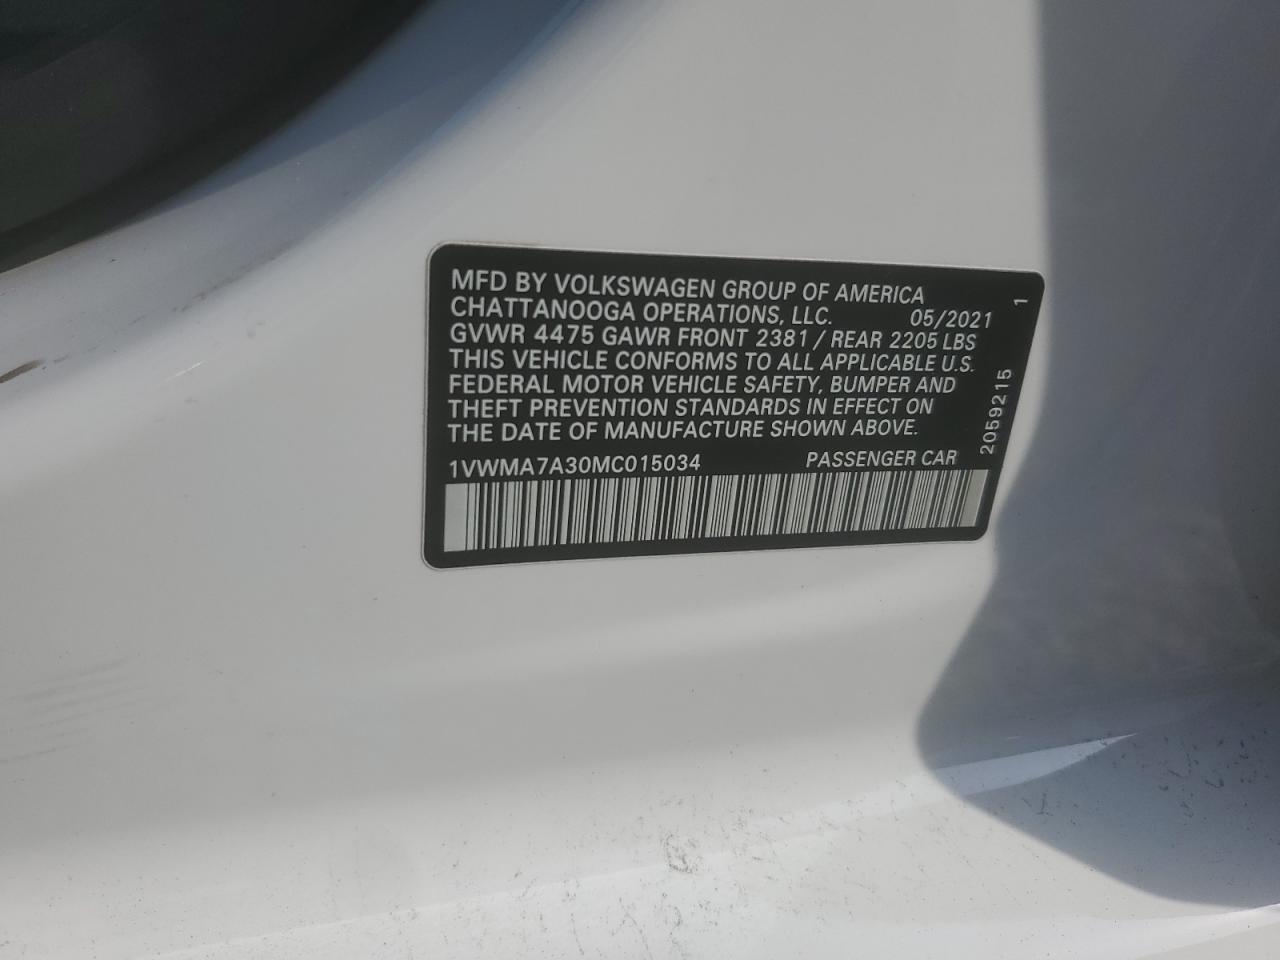 MFD BY VOLKSWAGEN GROUP OF AMERICA
CHATTANOOGA OPERATIONS, LLC. 05/2021
GVWR 4475 GAWR FRONT 2381 / REAR 2205 LBS
THIS VEHICLE CONFORMS TO ALL APPLICABLE U.S.
FEDERAL MOTOR VEHICLE SAFETY, BUMPER AND
THEFT PREVENTION STANDARDS IN EFFECT ON
THE DATE OF MANUFACTURE SHOWN ABOVE.
1VWMA7A30MC015034 PASSENGER CAR
2059215 1